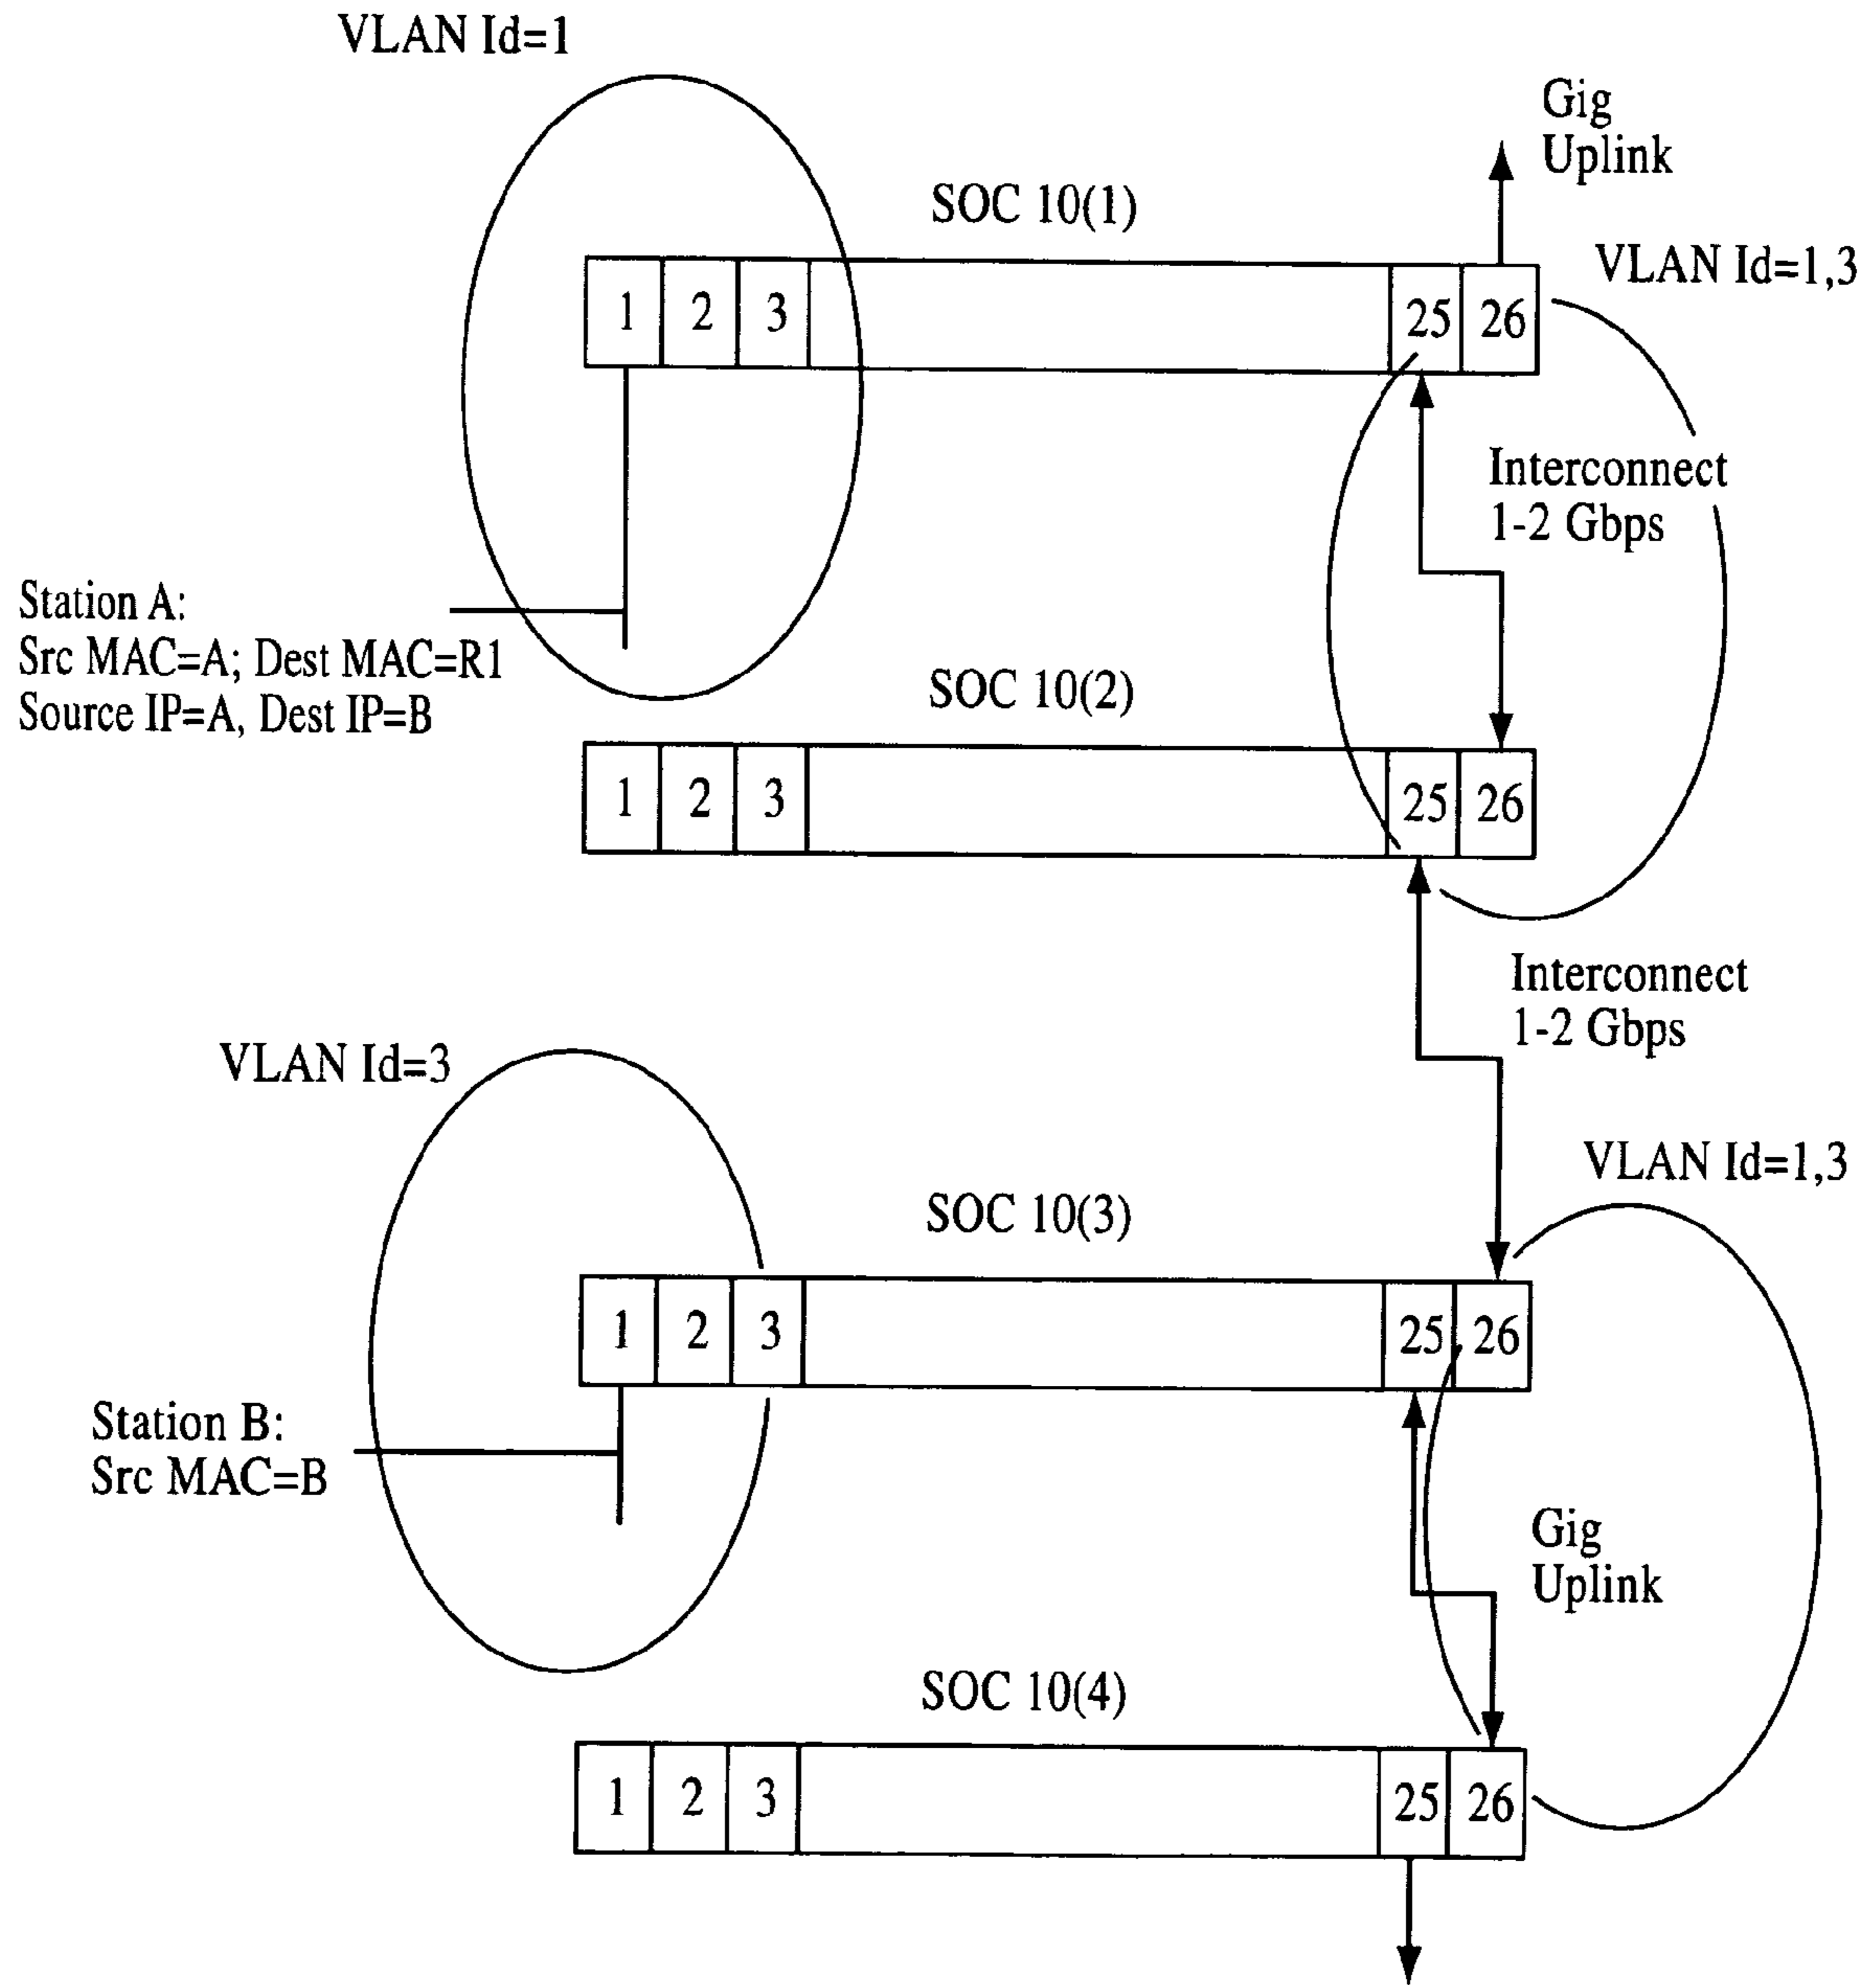 VLAN Id=1
Gig
Uplink
SOC 10(1)
VLAN Id=1,3
1 2 3 25 26
Interconnect
1-2 Gbps
Station A:
Src MAC=A; Dest MAC=R1
Source IP=A, Dest IP=B
SOC 10(2)
1 2 3 25 26
Interconnect
1-2 Gbps
VLAN Id=3
VLAN Id=1,3
SOC 10(3)
1 2 3 25 26
Station B:
Src MAC=B
Gig
Uplink
SOC 10(4)
1 2 3 25 26